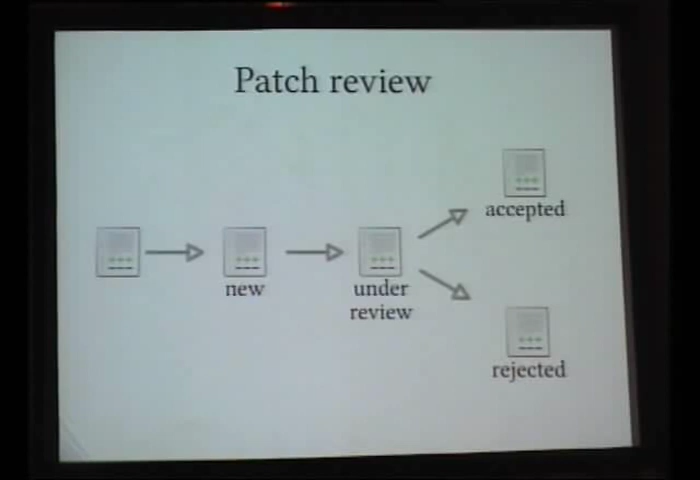 Patch review
accepted
new
under
review
rejected